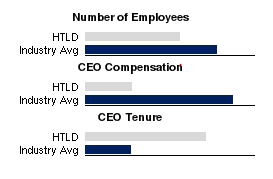 Number of Employees
HTLD
Industry Avg
CEO Compensation
HTLD
Industry Avg
CEO Tenure
HTLD
Industry Avg